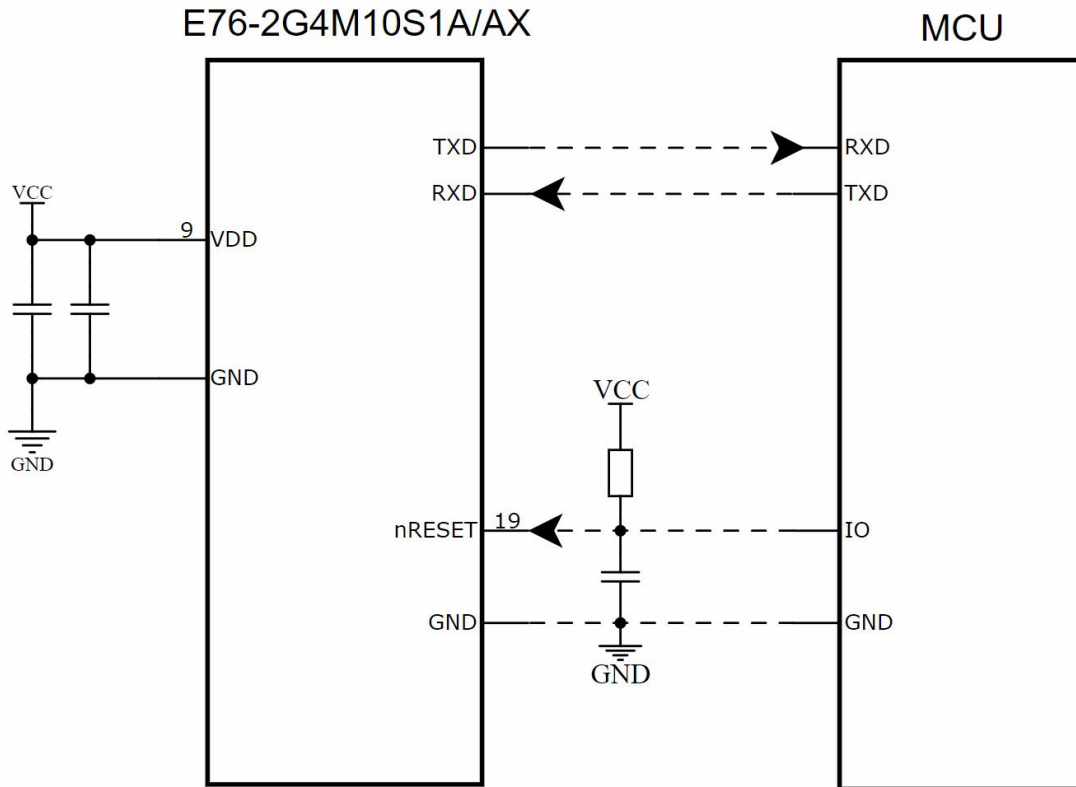 E76-2G4M10S1A/AX
MCU
TXD
RXD
RXD
TXD
VCC
9
VDD
GND
GND
VCC
nRESET
19
IO
GND
GND
GND